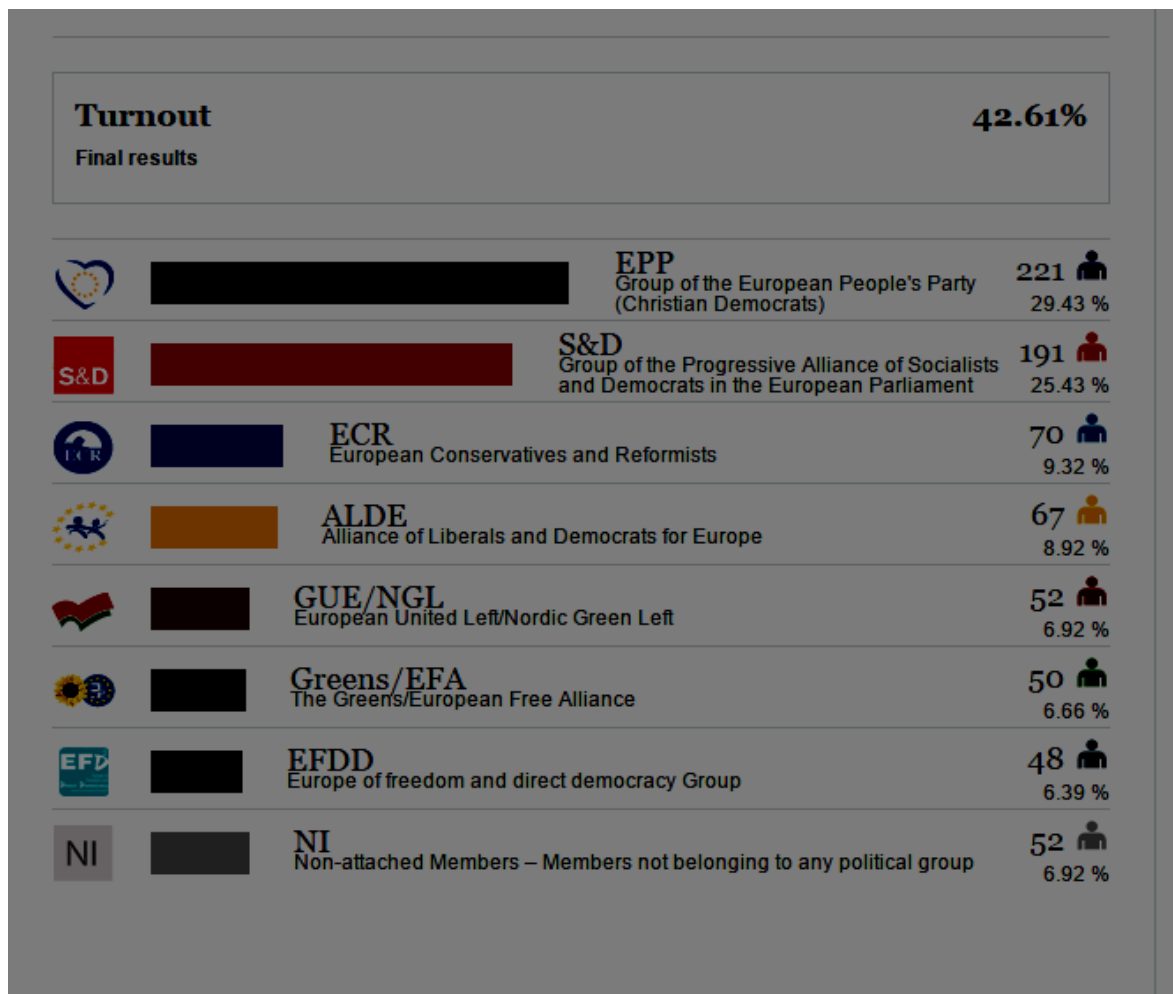 Turnout 42.61%
Final results
EPP
Group of the European People's Party
(Christian Democrats)
221
29.43 %
S&D
S&D
Group of the Progressive Alliance of Socialists
and Democrats in the European Parliament
191
25.43 %
ECR
ECR
European Conservatives and Reformists
70
9.32 %
ALDE
Alliance of Liberals and Democrats for Europe
67
8.92 %
GUE/NGL
European United Left/Nordic Green Left
52
6.92 %
Greens/EFA
The Greens/European Free Alliance
50
6.66 %
EFD
EFDD
Europe of freedom and direct democracy Group
48
6.39 %
NI
NI
Non-attached Members – Members not belonging to any political group
52
6.92 %